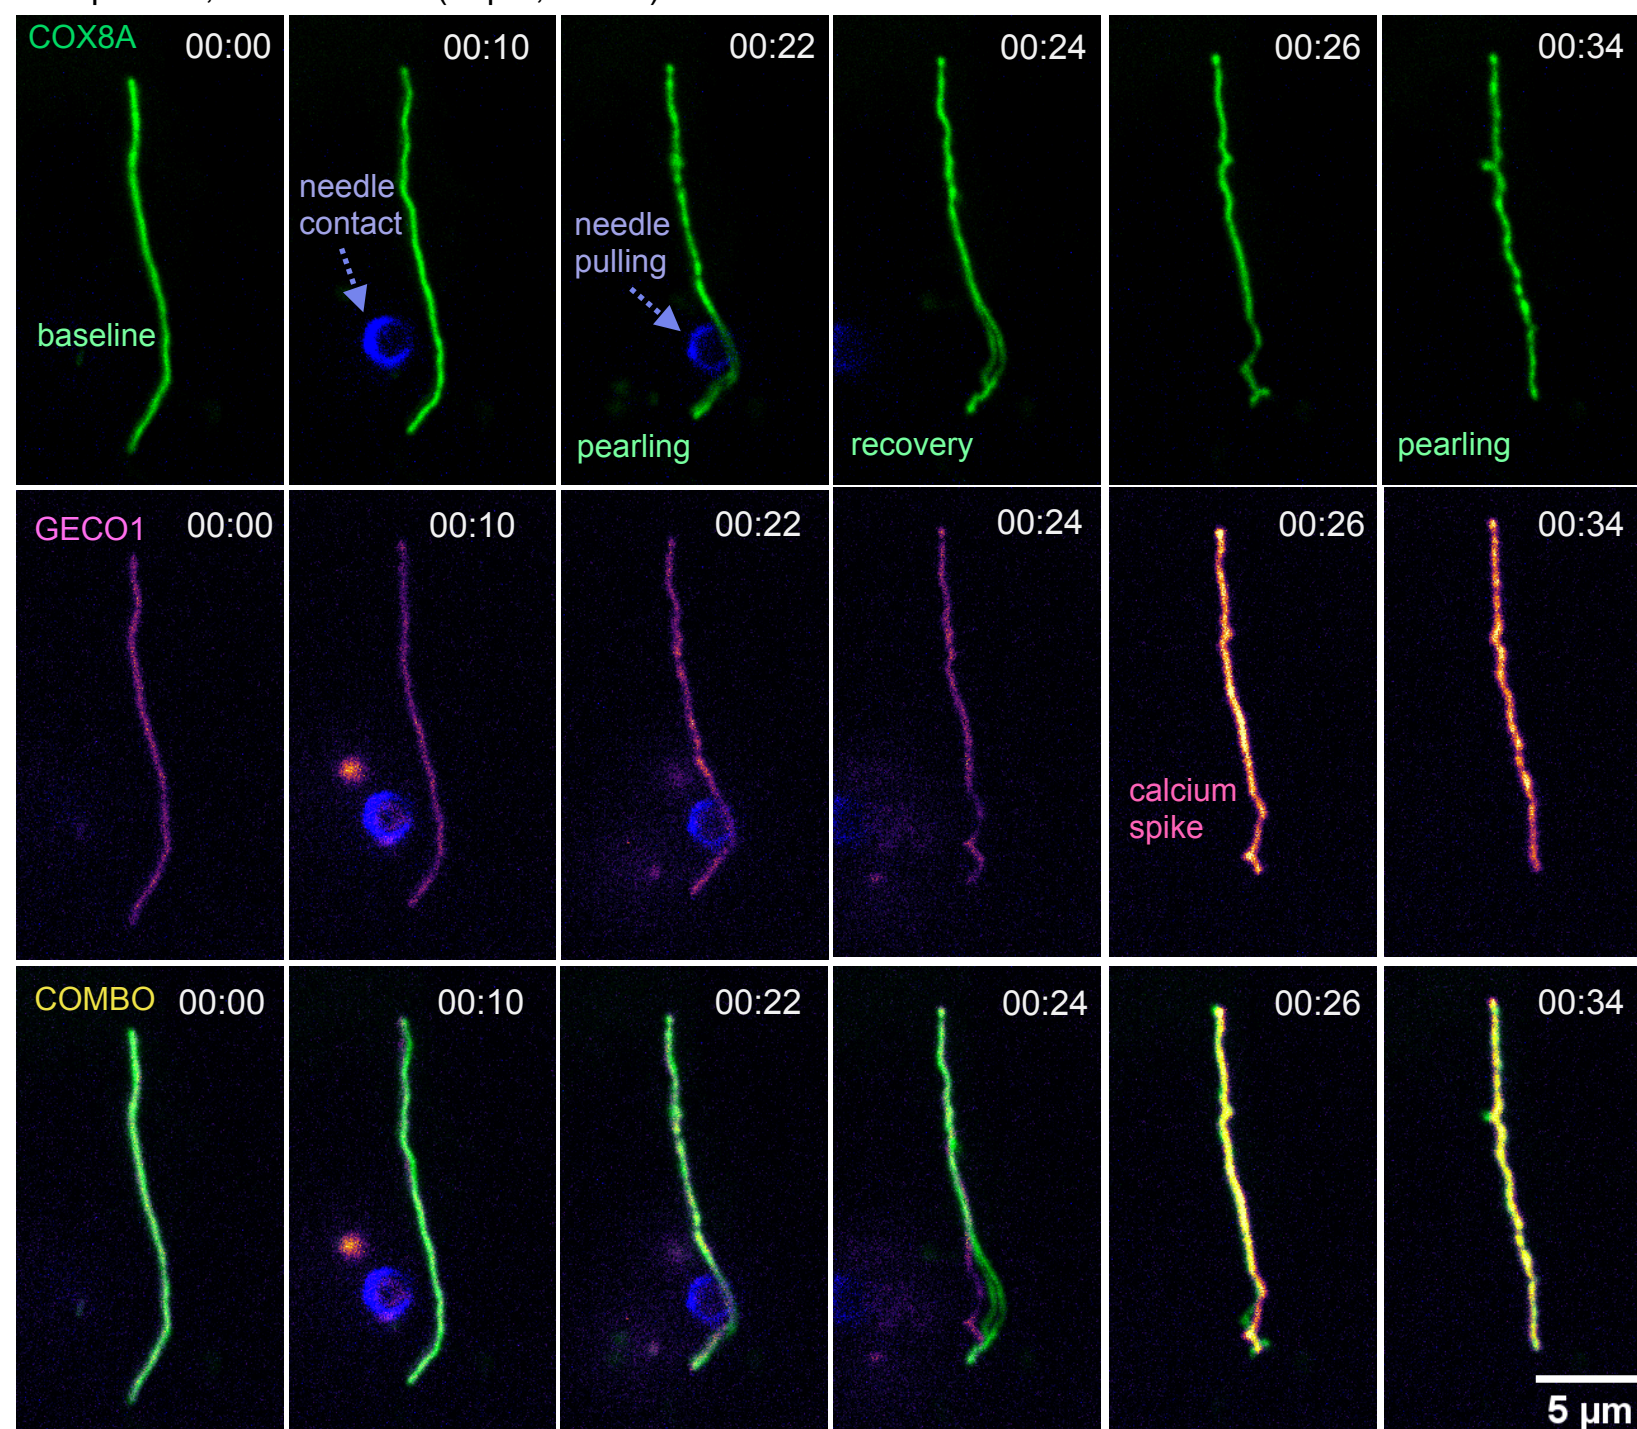 COX8A 00:00 00:10 00:22 00:24 00:26 00:34
needle
contact
needle
pulling
baseline
pearling
recovery
pearling
GECO1 00:00 00:10 00:22 00:24 00:26 00:34
calcium
spike
COMBO 00:00 00:10 00:22 00:24 00:26 00:34
5 µm